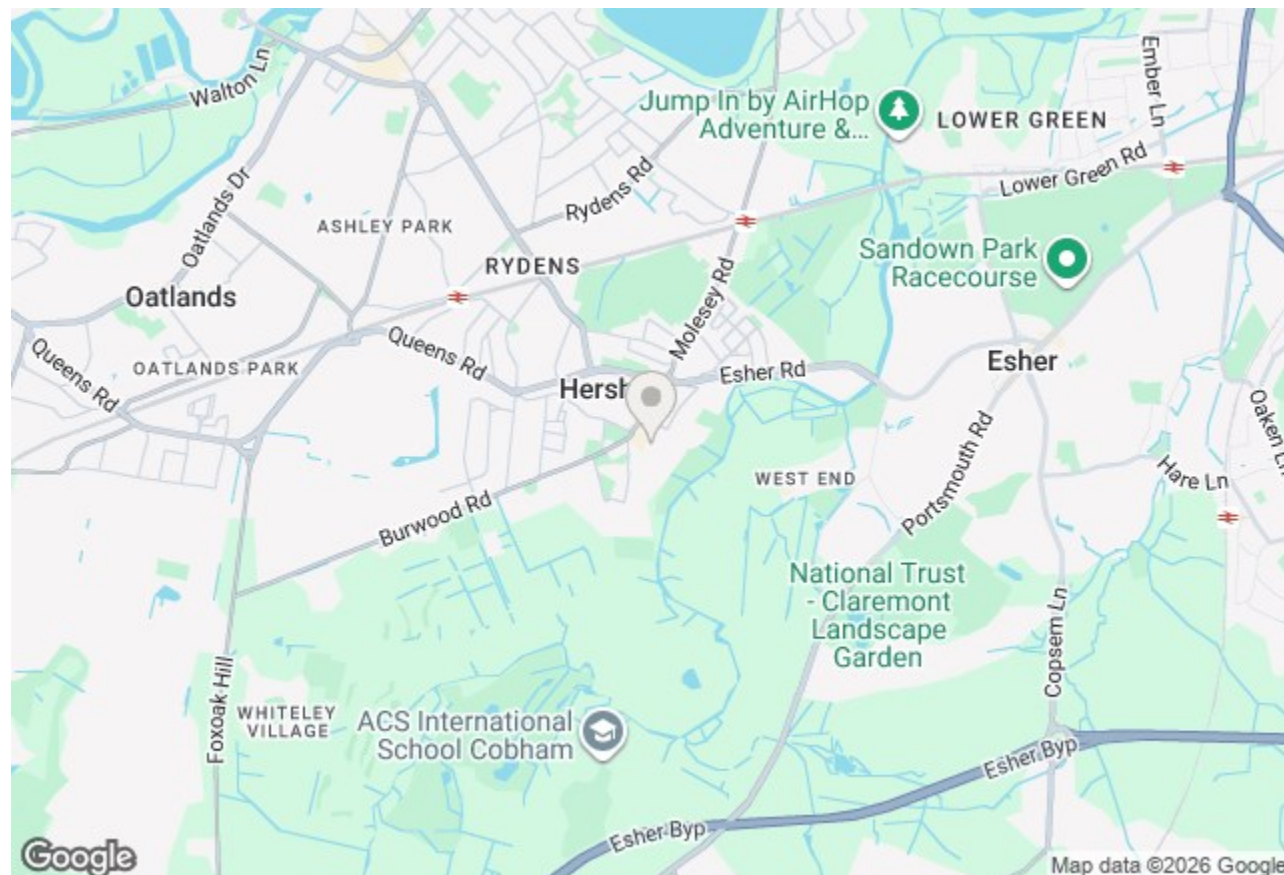 Walton Ln
Ember Ln
Jump In by AirHop
Adventure &...
LOWER GREEN
Lower Green Rd
Oatlands Dr
Rydens Rd
ASHLEY PARK
RYDENS
Sandown Park
Racecourse
Oatlands
Molesey Rd
Queens Rd
Queens Rd
OATLANDS PARK
Esher Rd
Esher
Hersh
Oaken Ln
Hare Ln
WEST END
Portsmouth Rd
Burwood Rd
National Trust
- Claremont
Landscape
Garden
Copsem Ln
Foxoak Hill
WHITELEY
VILLAGE
ACS International
School Cobham
Esher Byp
Esher Byp
Google
Map data ©2026 Google